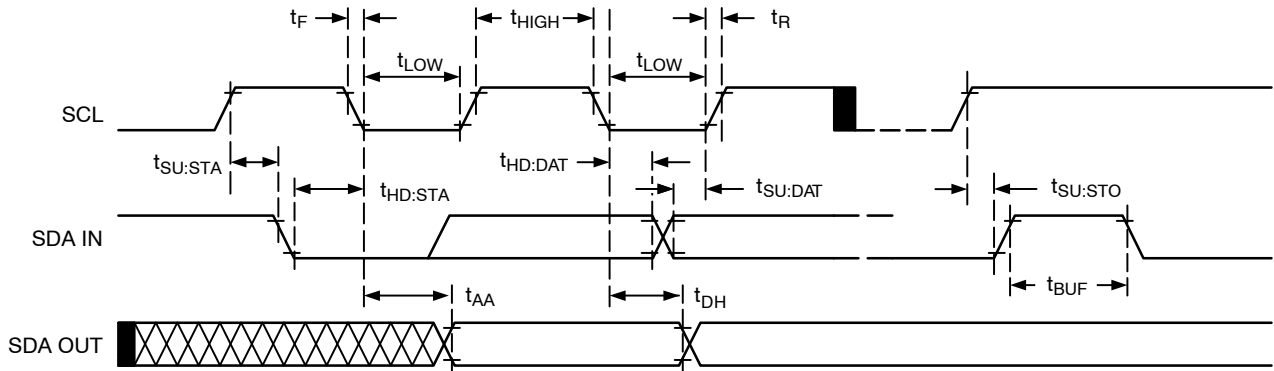 tF
tHIGH
tR
tLOW
tLOW
SCL
tSU:STA
tHD:STA
tHD:DAT
tSU:DAT
tSU:STO
SDA IN
tAA
tDH
tBUF
SDA OUT